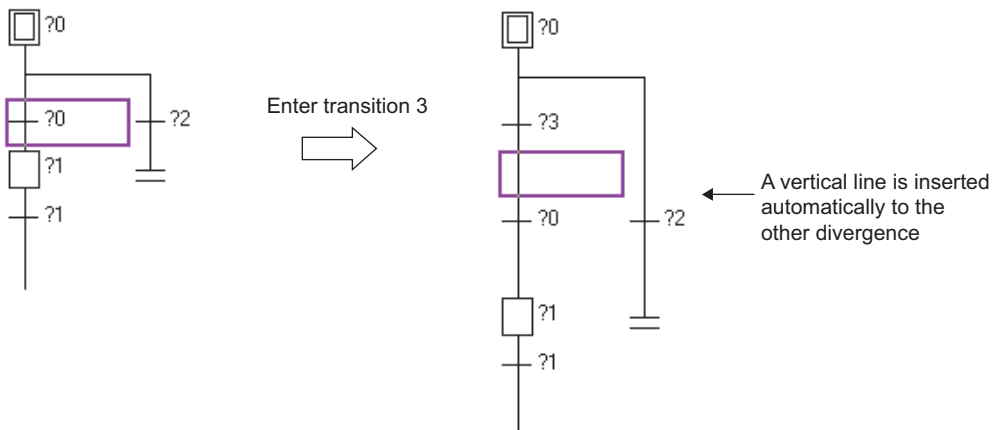 ?0
?0
?2
?1
?1
Enter transition 3
?0
?3
?0
?2
A vertical line is inserted
automatically to the
other divergence
?1
?1